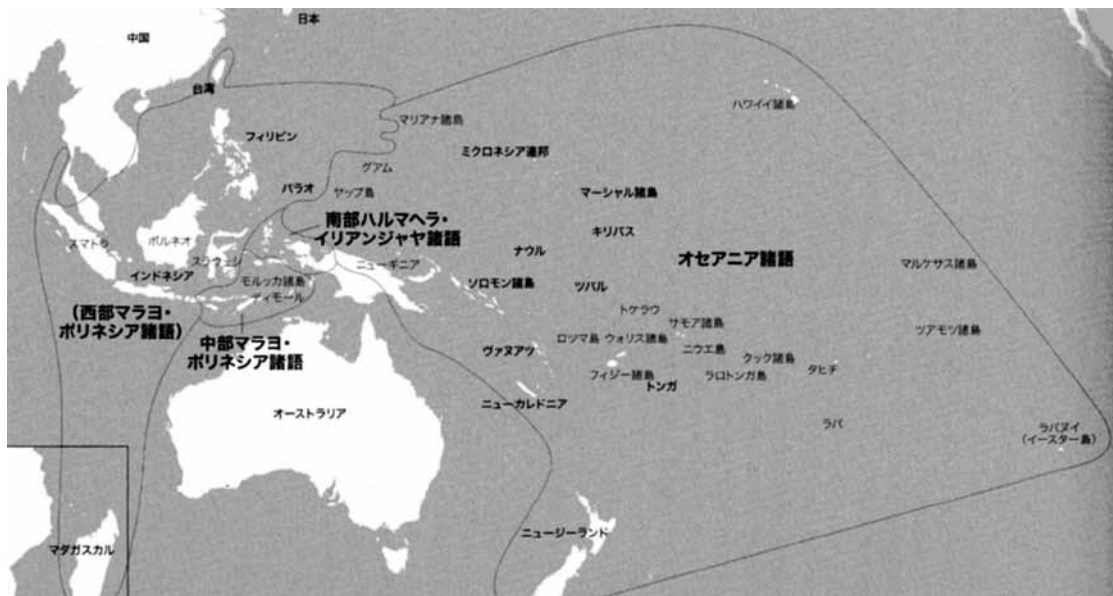 日本
中国
台湾
ハワイイ諸島
マリアナ諸島
フィリピン
ミクロネシア連邦
グアム
パラオ
ヤップ島
マーシャル諸島
南部ハルマヘラ・
イリアンジャヤ諸語
キリバス
ナウル
オセアニア諸語
スマトラ
ボルネオ
スラウェシ
ニューギニア
マルケサス諸島
インドネシア
モルッカ諸島
ティモール
ソロモン諸島
ツバル
(西部マラヨ・
ポリネシア諸語)
トケラウ
サモア諸島
ツアモツ諸島
中部マラヨ・
ポリネシア諸語
ロツマ島
ウォリス諸島
ヴァヌアツ
ニウエ島
クック諸島
フィジー諸島
トンガ
ラロトンガ島
タヒチ
ニューカレドニア
オーストラリア
ラパ
ラパヌイ
(イースター島)
ニュージーランド
マダガスカル